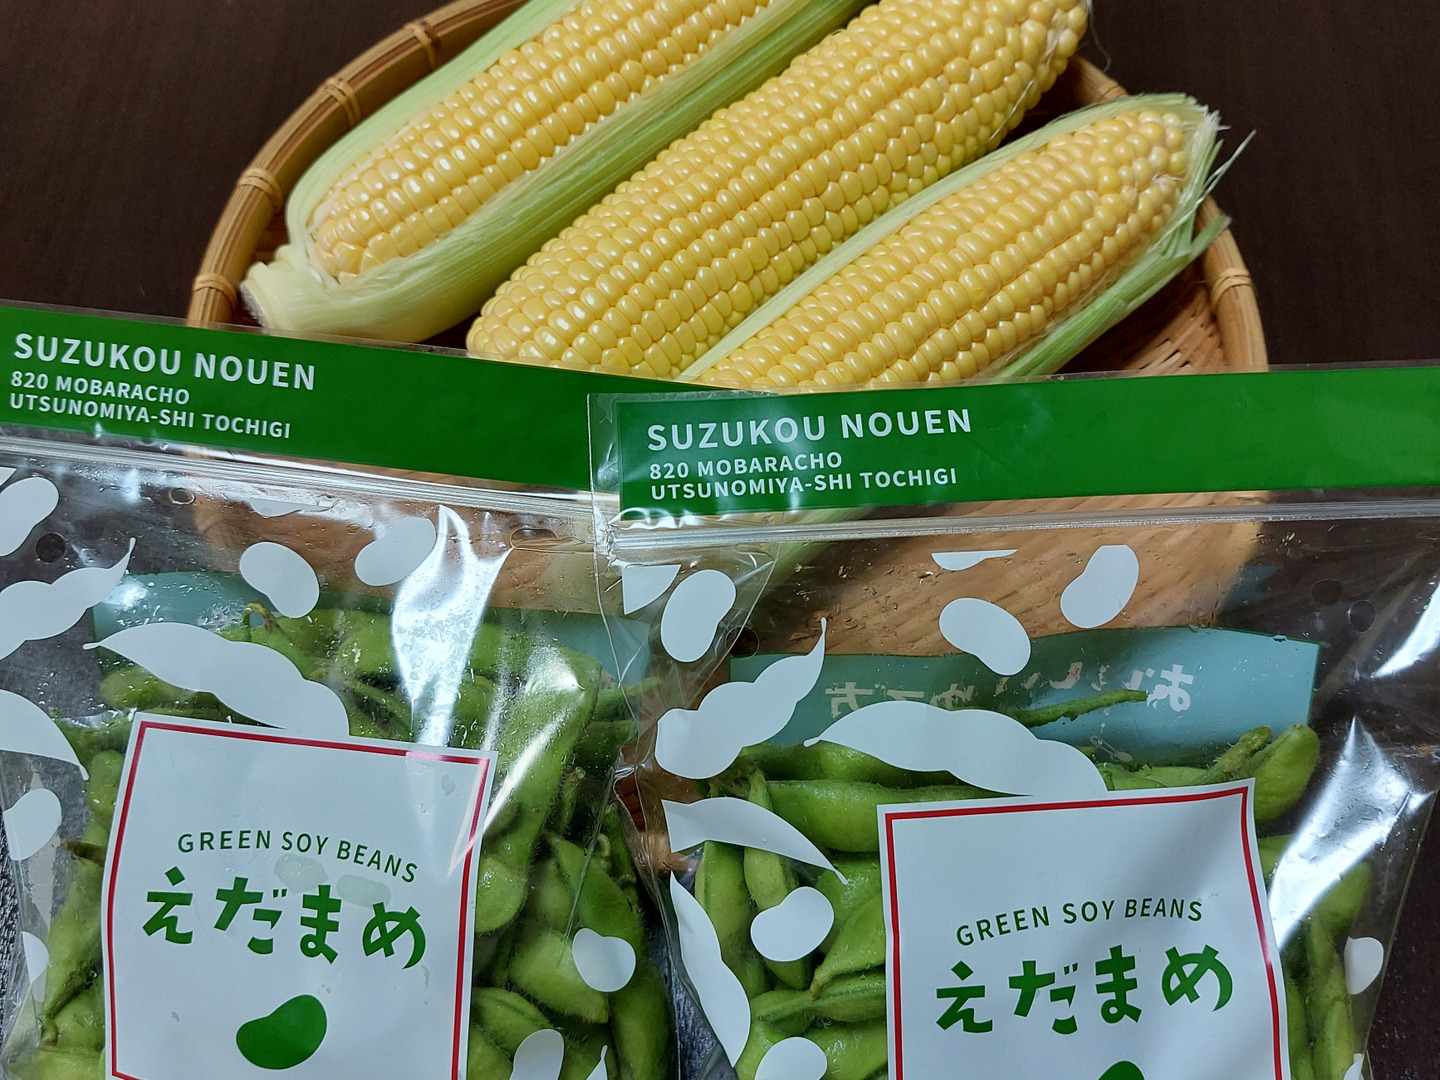 SUZUKOU NOUEN
820 MOBARACHO
UTSUNOMIYA-SHI TOCHIGI
SUZUKOU NOUEN
820 MOBARACHO
UTSUNOMIYA-SHI TOCHIGI
GREEN SOY BEANS
えだまめ
GREEN SOY BEANS
えだまめ